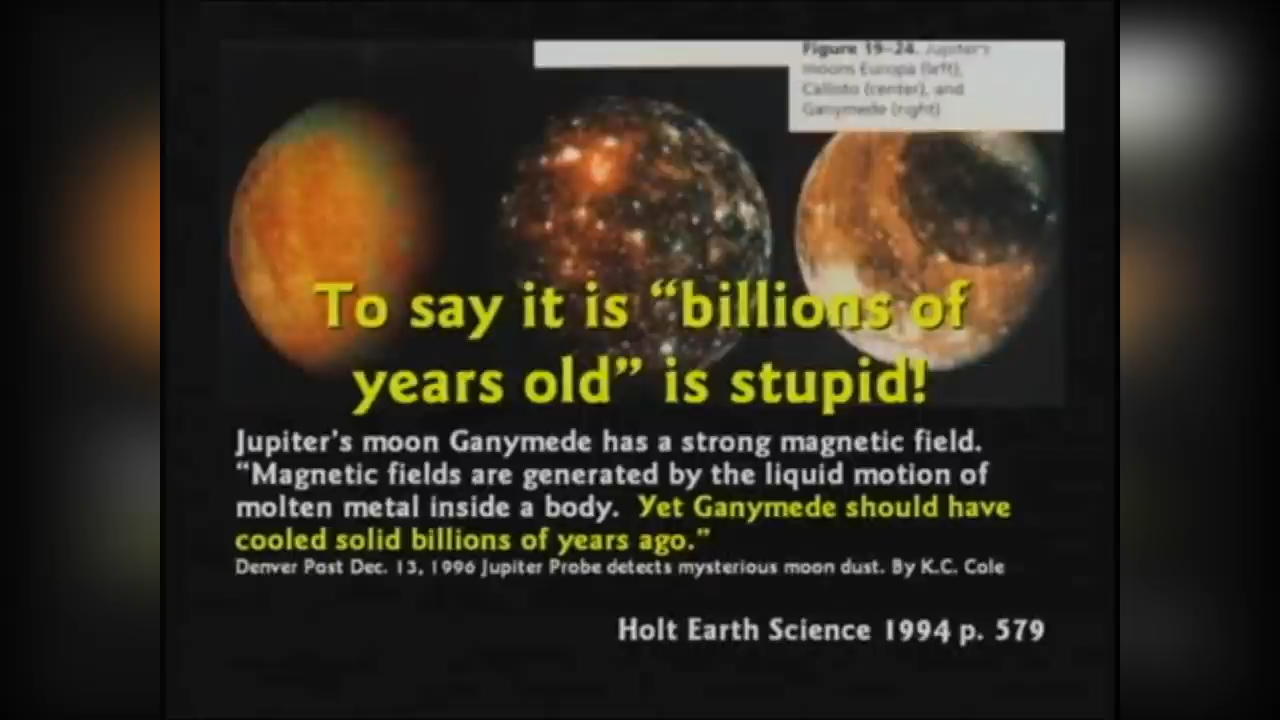 Figure 19–24. Jupiter's
moons Europa (left),
Callisto (center), and
Ganymede (right)
To say it is “billions of
years old” is stupid!
Jupiter’s moon Ganymede has a strong magnetic field.
“Magnetic fields are generated by the liquid motion of
molten metal inside a body. Yet Ganymede should have
cooled solid billions of years ago.”
Denver Post Dec. 13, 1996 Jupiter Probe detects mysterious moon dust. By K.C. Cole
Holt Earth Science 1994 p. 579